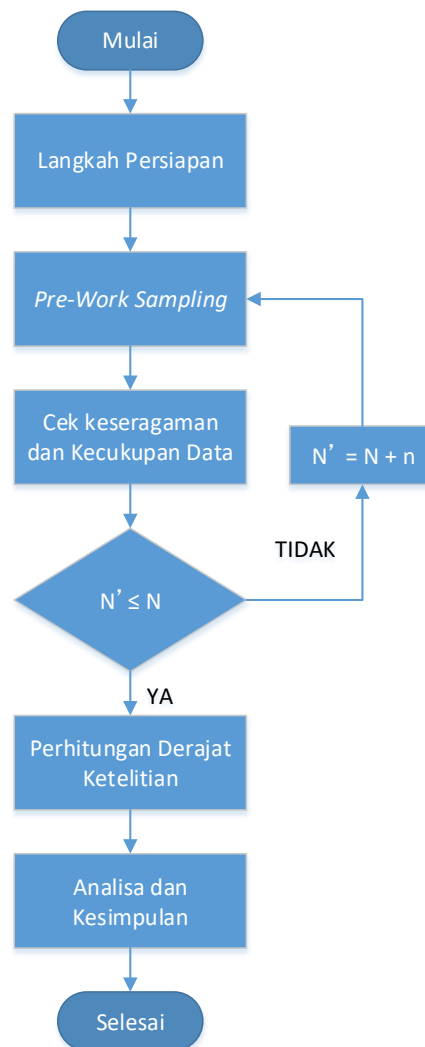 Mulai
Langkah Persiapan
Pre-Work Sampling
Cek keseragaman
dan Kecukupan Data
N’ = N + n
TIDAK
N’ ≤ N
YA
Perhitungan Derajat
Ketelitian
Analisa dan
Kesimpulan
Selesai